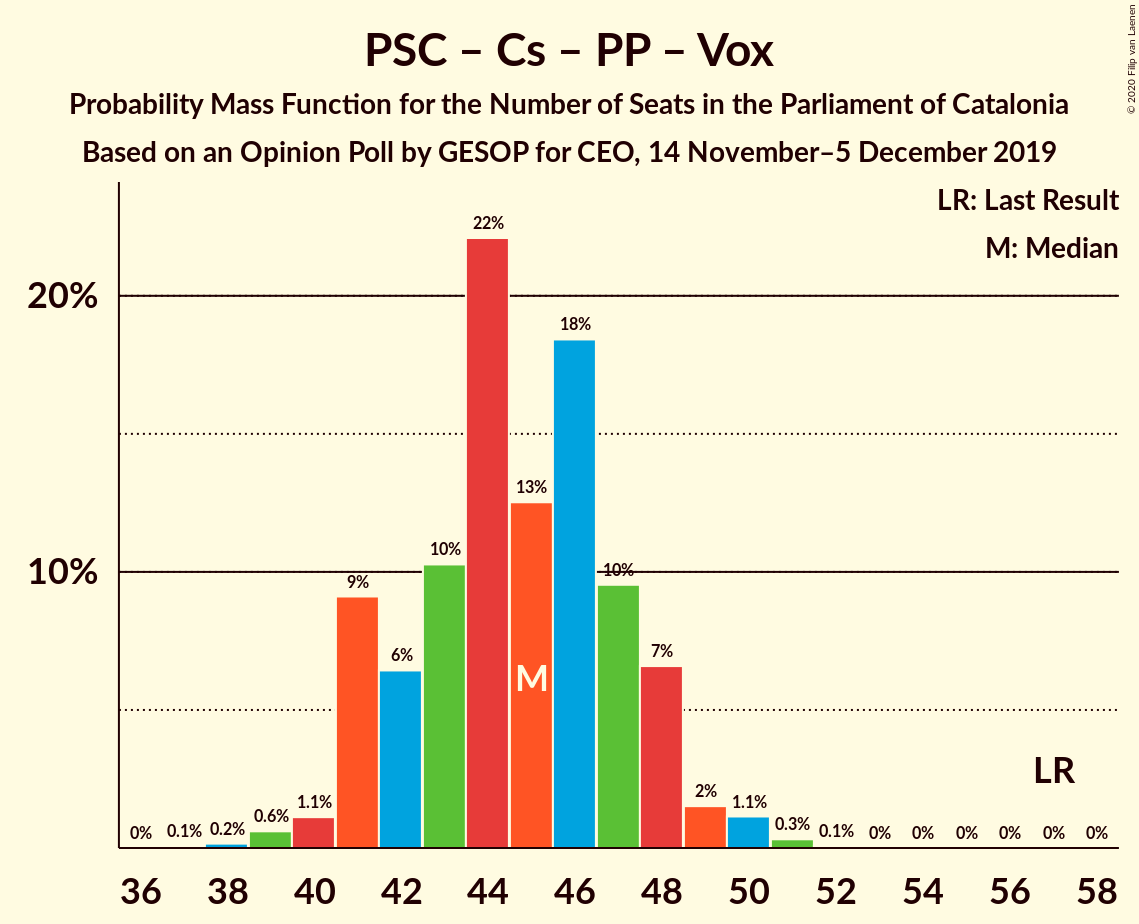 PSC – Cs – PP – Vox
Probability Mass Function for the Number of Seats in the Parliament of Catalonia
Based on an Opinion Poll by GESOP for CEO, 14 November–5 December 2019
© 2020 Filip van Laenen
LR: Last Result
M: Median
20%
10%
0%
0.1%
0.2%
0.6%
1.1%
9%
6%
10%
22%
13%
18%
10%
7%
2%
1.1%
0.3%
0.1%
0%
0%
0%
0%
0%
0%
M
LR
36 38 40 42 44 46 48 50 52 54 56 58